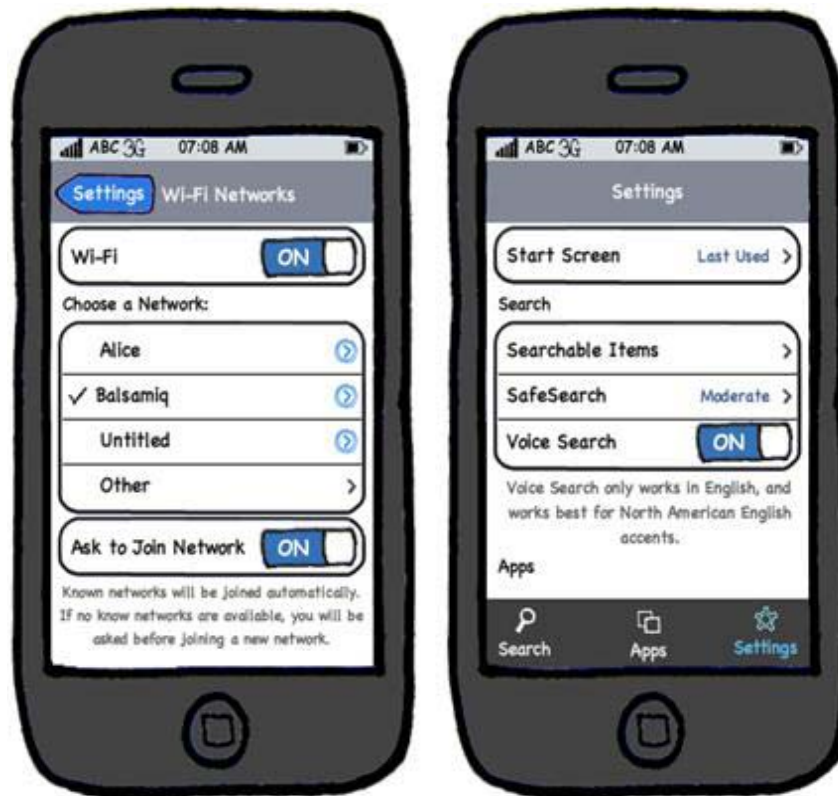 ABC 3G 07:08 AM
Settings Wi-Fi Networks
Wi-Fi ON
Choose a Network:
Alice
Balsamiq
Untitled
Other
Ask to Join Network ON
Known networks will be joined automatically.
If no know networks are available, you will be
asked before joining a new network.
ABC 3G 07:08 AM
Settings
Start Screen Last Used
Search
Searchable Items
SafeSearch Moderate
Voice Search ON
Voice Search only works in English, and
works best for North American English
accents.
Apps
Search Apps Settings